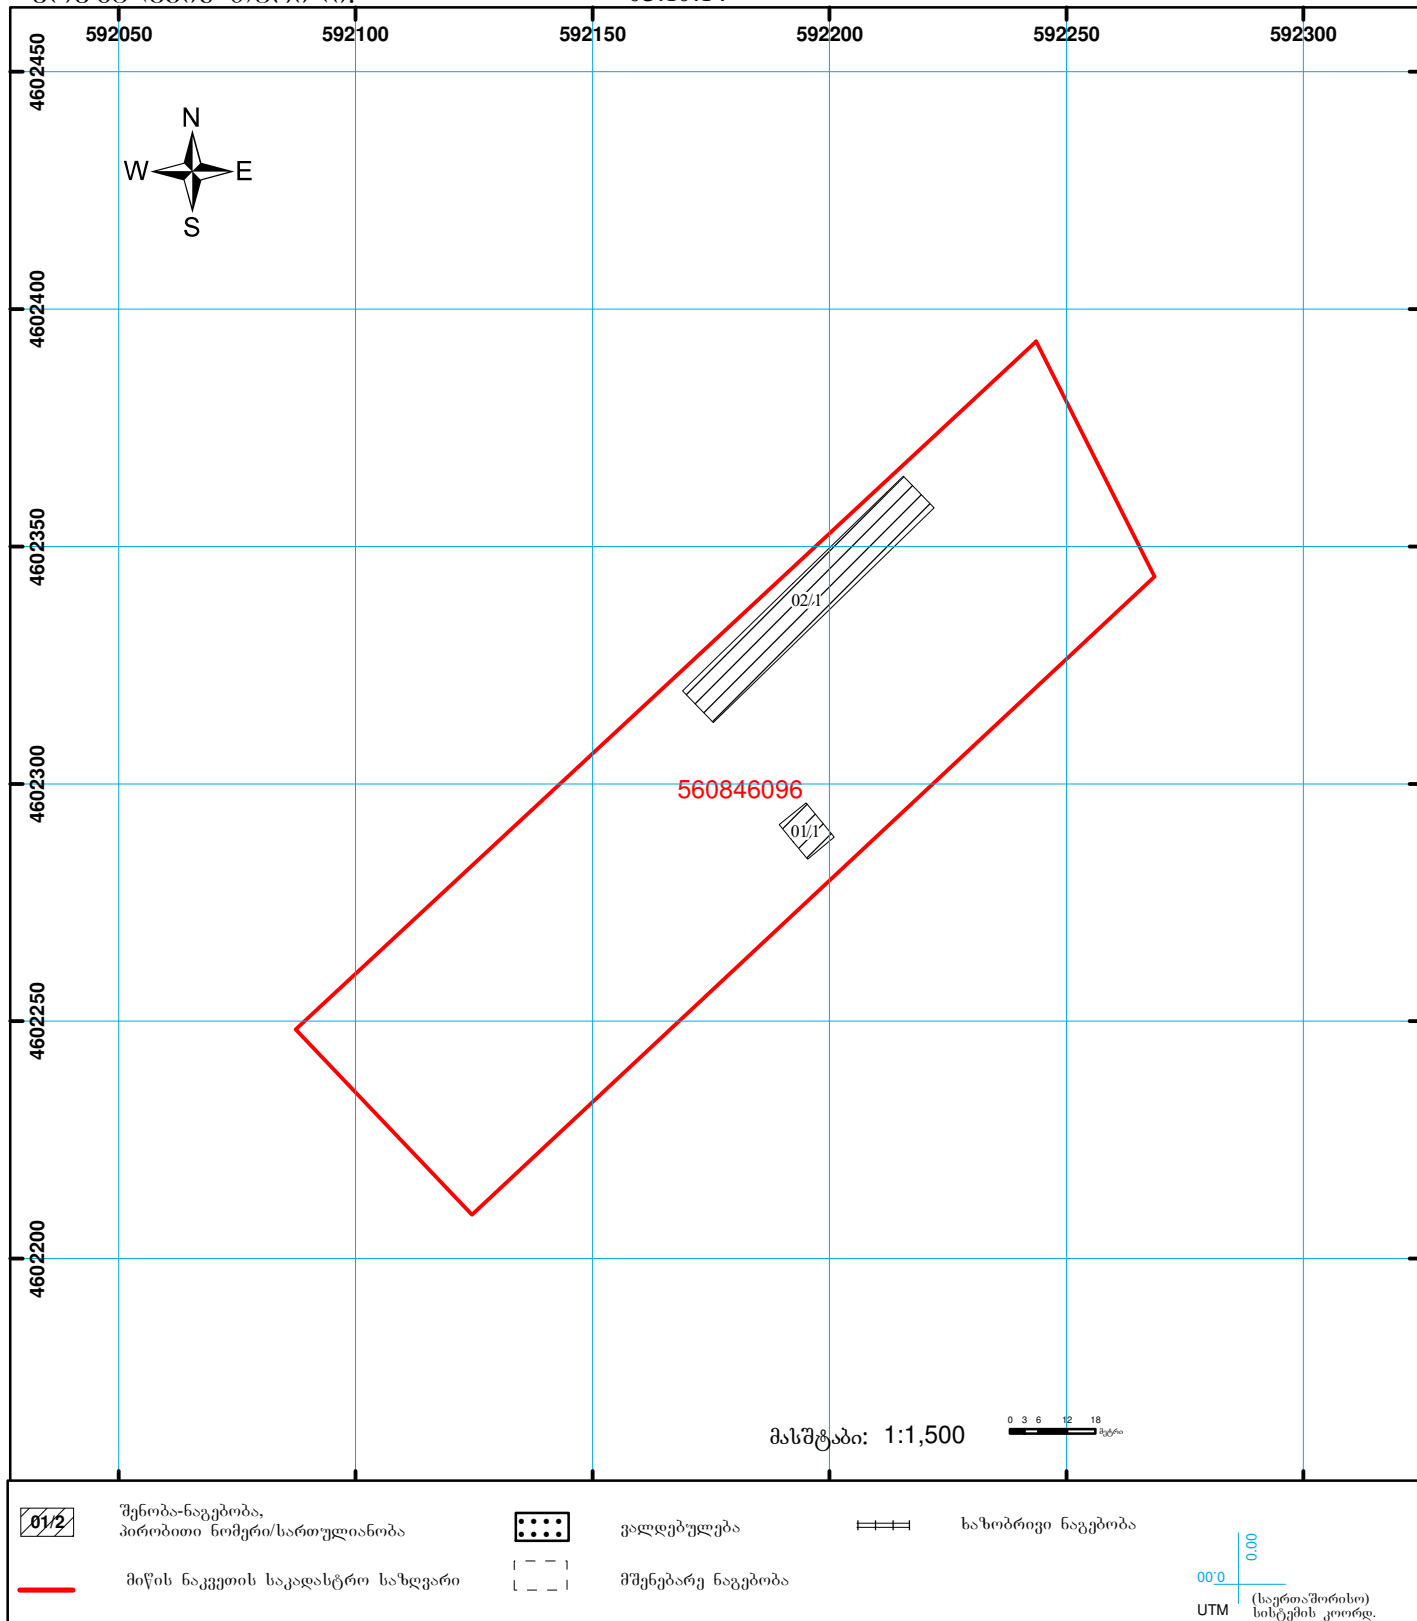 592050 592100 592150 592200 592250 592300
4602450
N
W E
S
4602400
4602350
02/1
4602300
560846096
01/1
4602250
4602200
მასშტაბი: 1:1,500
0 3 6 12 18
მეტრი
01/2 შენობა-ნაგებობა,
პირობითი ნომერი/სართულიანობა
ვალდებულება
ხაზობრივი ნაგებობა
მიწის ნაკვეთის საკადასტრო საზღვარი
მშენებარე ნაგებობა
00.0
00.0
UTM (საერთაშორისო)
სისტემის კოორდ.